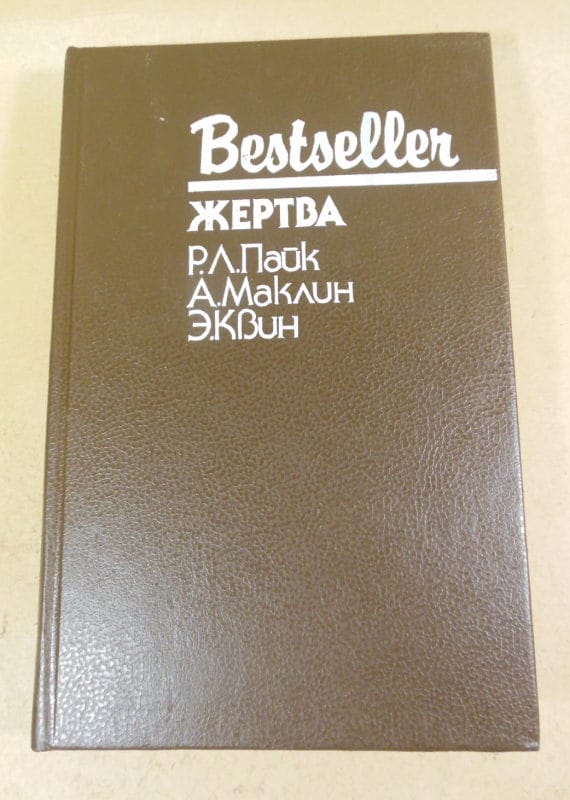 Bestseller
ЖЕРТВА
Р.Л.Пайк
А.Маклин
Э.Квин